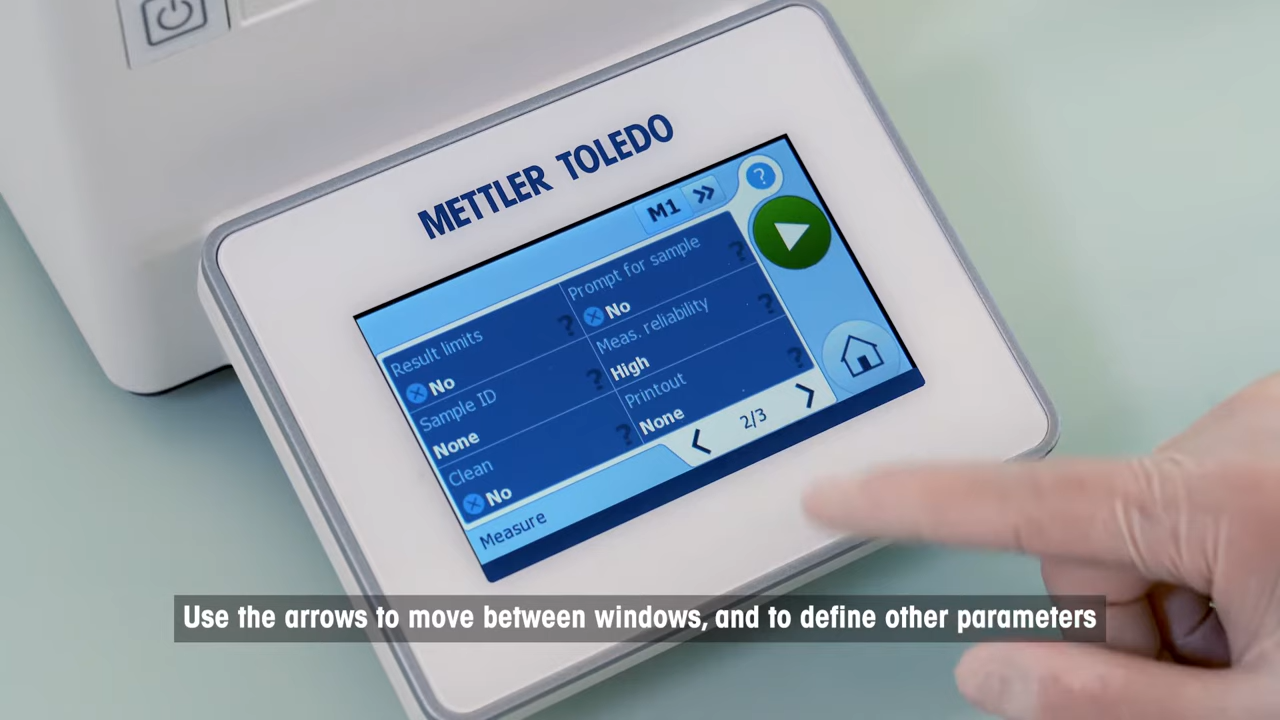 METTLER TOLEDO
M1
?
Result limits
?
No
Sample ID
?
None
Clean
?
No
Prompt for sample
?
No
Meas. reliability
?
High
Printout
?
None
2/3
Measure
Use the arrows to move between windows, and to define other parameters